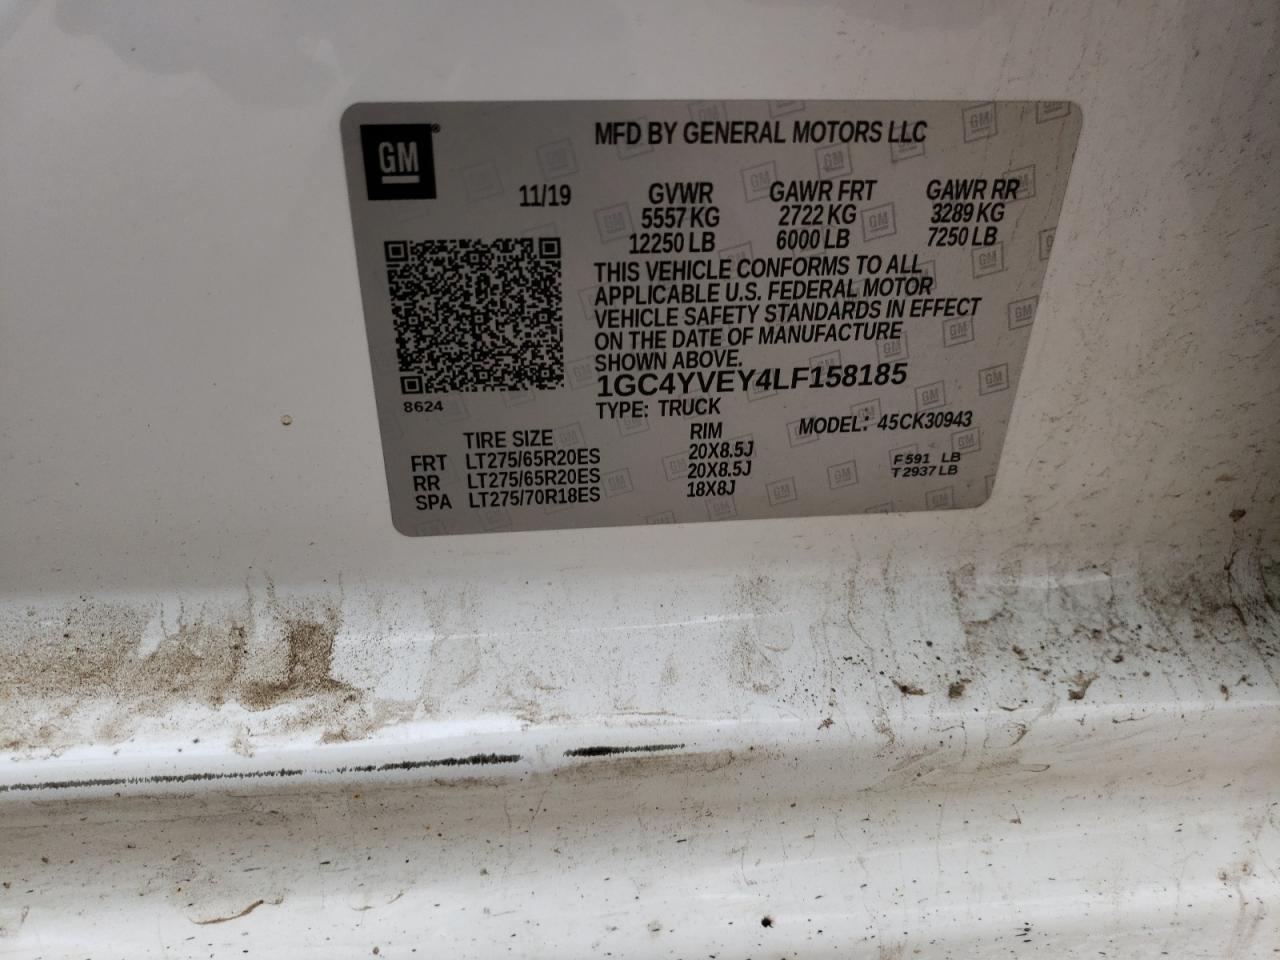 GM
MFD BY GENERAL MOTORS LLC
11/19 GVWR GAWR FRT GAWR RR
5557 KG 2722 KG 3289 KG
12250 LB 6000 LB 7250 LB
THIS VEHICLE CONFORMS TO ALL
APPLICABLE U.S. FEDERAL MOTOR
VEHICLE SAFETY STANDARDS IN EFFECT
ON THE DATE OF MANUFACTURE
SHOWN ABOVE.
1GC4YVEY4LF158185
8624
TYPE: TRUCK
MODEL: 45CK30943
TIRE SIZE RIM
FRT LT275/65R20ES 20X8.5J
RR LT275/65R20ES 20X8.5J
SPA LT275/70R18ES 18X8J
F 591 LB
T 2937 LB